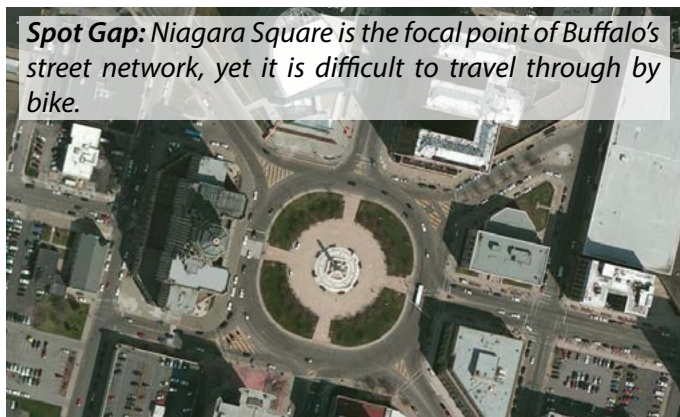 Spot Gap: Niagara Square is the focal point of Buffalo’s
street network, yet it is difficult to travel through by
bike.